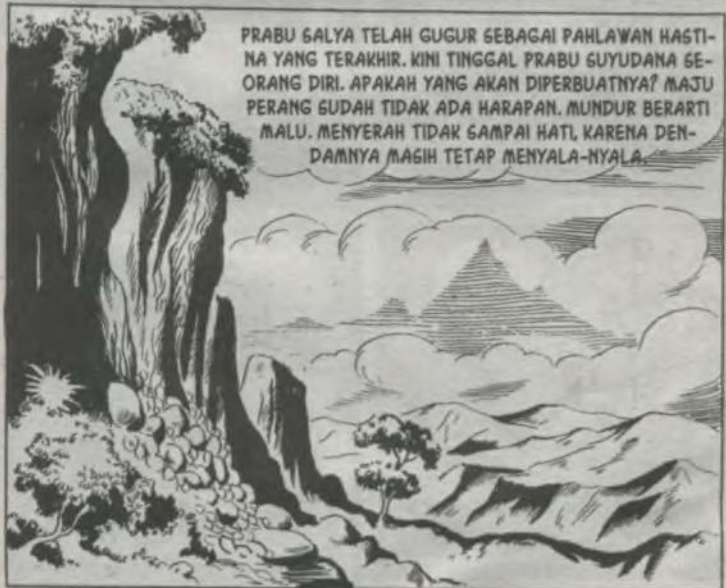 PRABU SALYA TELAH GUGUR SEBAGAI PAHLAWAN HASTI-
NA YANG TERAKHIR. KINI TINGGAL PRABU SUYUDANA SE-
ORANG DIRI. APAKAH YANG AKAN DIPERBUATNYA? MAJU
PERANG SUDAH TIDAK ADA HARAPAN. MUNDUR BERARTI
MALU. MENYERAH TIDAK SAMPAI HATI, KARENA DEN-
DAMNYA MASIH TETAP MENYALA-NYALA.